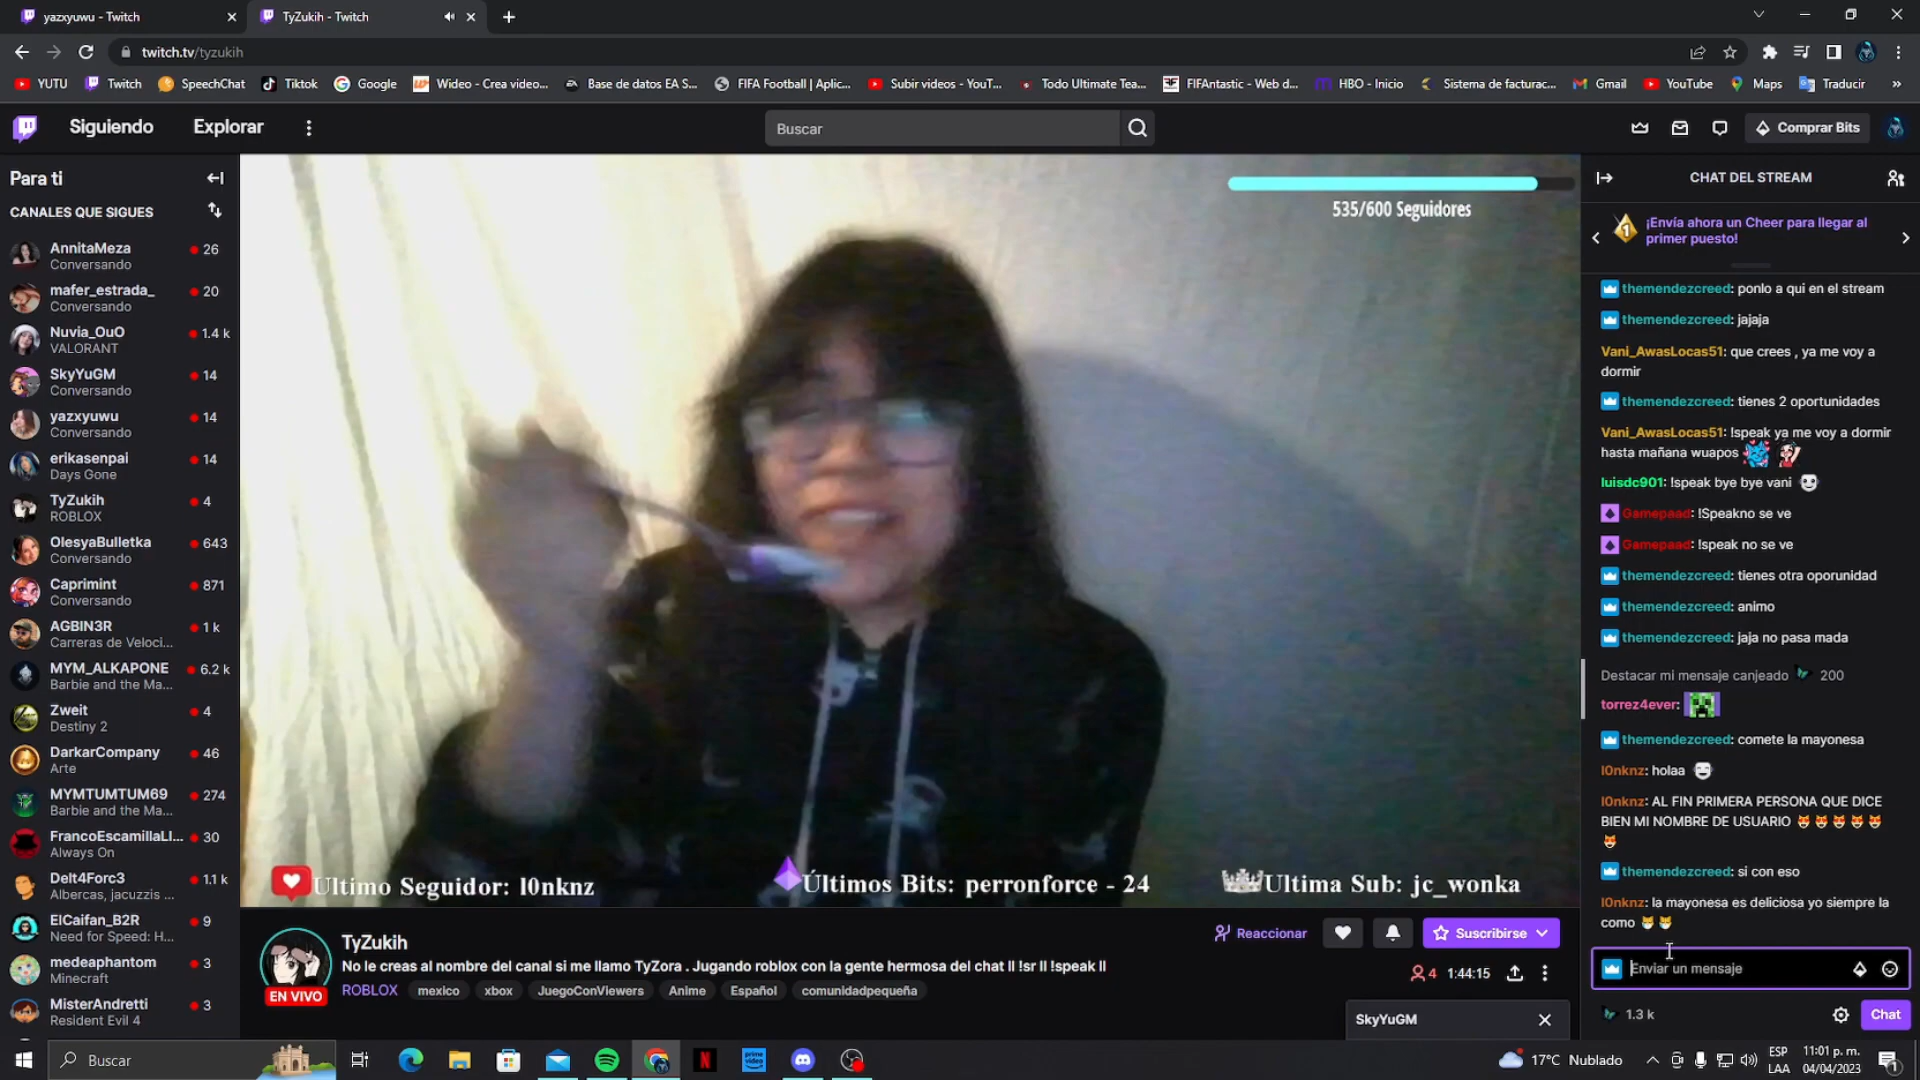 yazxyuwu - Twitch
TyZukih - Twitch
twitch.tv/tyzukih
YUTU
Twitch
SpeechChat
Tiktok
Google
Wideo - Crea video...
Base de datos EA S...
FIFA Football | Aplic...
Subir videos - YouT...
Todo Ultimate Tea...
FIFAntastic - Web d...
HBO - Inicio
Sistema de facturac...
Gmail
YouTube
Maps
Traducir
Siguiendo
Explorar
Buscar
Comprar Bits
Para ti
CANALES QUE SIGUES
AnnitaMeza 26
Conversando
mafer_estrada_ 20
Conversando
Nuvia_OuO 1.4 k
VALORANT
SkyYuGM 14
Conversando
yazxyuwu 14
Conversando
erikasenpai 14
Days Gone
TyZukih 4
ROBLOX
OlesyaBulletka 643
Conversando
Caprimint 871
Conversando
AGBIN3R 1 k
Carreras de Veloci...
MYM_ALKAPONE 6.2 k
Barbie and the Ma...
Zweit 4
Destiny 2
DarkarCompany 46
Arte
MYMTUMTUM69 274
Barbie and the Ma...
FrancoEscamillaLI... 30
Always On
Delt4Forc3 1.1 k
Albercas, jacuzzis ...
ElCaifan_B2R 9
Need for Speed: H...
medeaphantom 3
Minecraft
MisterAndretti 3
Resident Evil 4
535/600 Seguidores
Ultimo Seguidor: l0nknz
Últimos Bits: perronforce - 24
Ultima Sub: jc_wonka
TyZukih
No le creas al nombre del canal si me llamo TyZora . Jugando roblox con la gente hermosa del chat ll !sr ll !speak ll
EN VIVO
ROBLOX
mexico
xbox
JuegoConViewers
Anime
Español
comunidadpequeña
Reaccionar
Suscribirse
4
1:44:15
SkyYuGM
CHAT DEL STREAM
1
¡Envía ahora un Cheer para llegar al
primer puesto!
themendezcreed: ponlo a qui en el stream
themendezcreed: jajaja
Vani_AwasLocas51: que crees , ya me voy a
dormir
themendezcreed: tienes 2 oportunidades
Vani_AwasLocas51: !speak ya me voy a dormir
hasta mañana wuapos
luisdc901: !speak bye bye vani
Gamepaad: !Speakno se ve
Gamepaad: !speak no se ve
themendezcreed: tienes otra oporunidad
themendezcreed: animo
themendezcreed: jaja no pasa mada
Destacar mi mensaje canjeado 200
torrez4ever:
themendezcreed: comete la mayonesa
l0nknz: holaa
l0nknz: AL FIN PRIMERA PERSONA QUE DICE
BIEN MI NOMBRE DE USUARIO
themendezcreed: si con eso
l0nknz: la mayonesa es deliciosa yo siempre la
como
Enviar un mensaje
1.3 k
Chat
Buscar
17°C Nublado
ESP
LAA
11:01 p. m.
04/04/2023
1